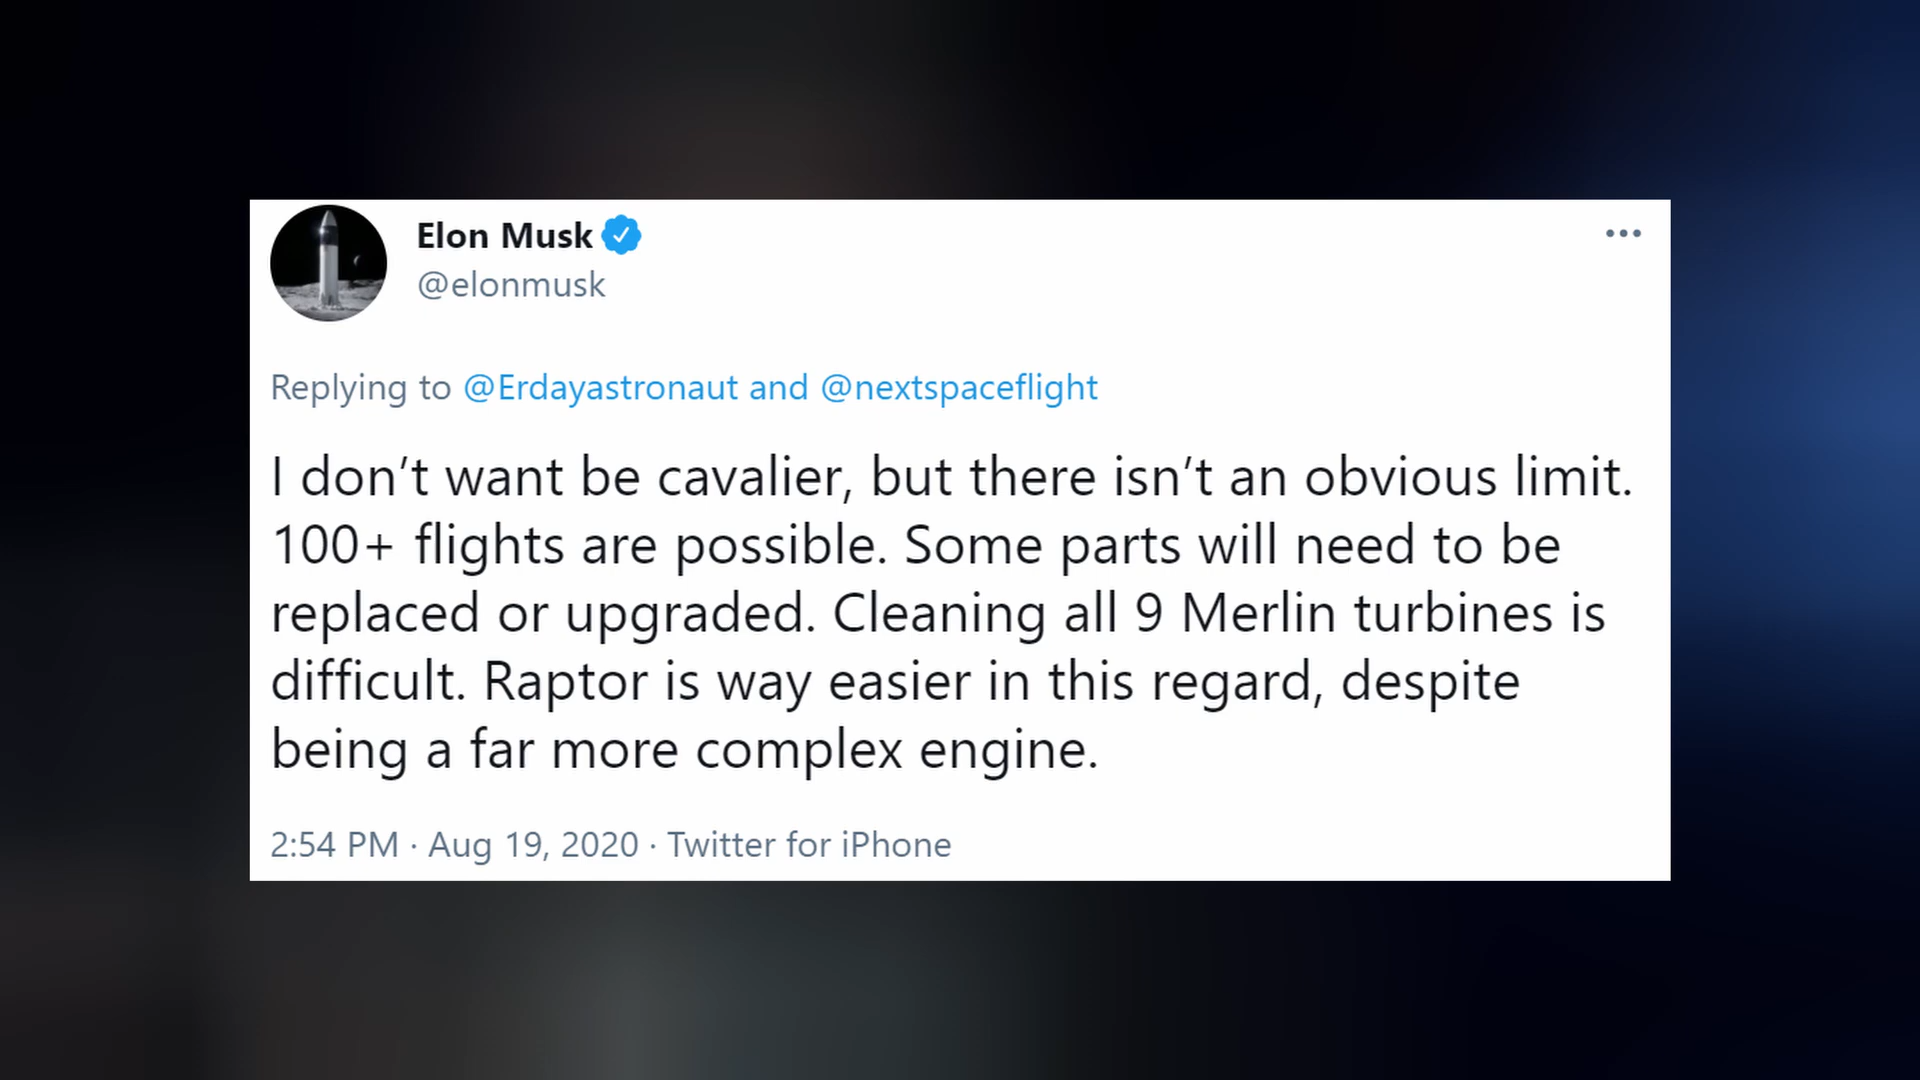 Elon Musk
@elonmusk
Replying to @Erdayastronaut and @nextspaceflight
I don’t want be cavalier, but there isn’t an obvious limit.
100+ flights are possible. Some parts will need to be
replaced or upgraded. Cleaning all 9 Merlin turbines is
difficult. Raptor is way easier in this regard, despite
being a far more complex engine.
2:54 PM · Aug 19, 2020 · Twitter for iPhone